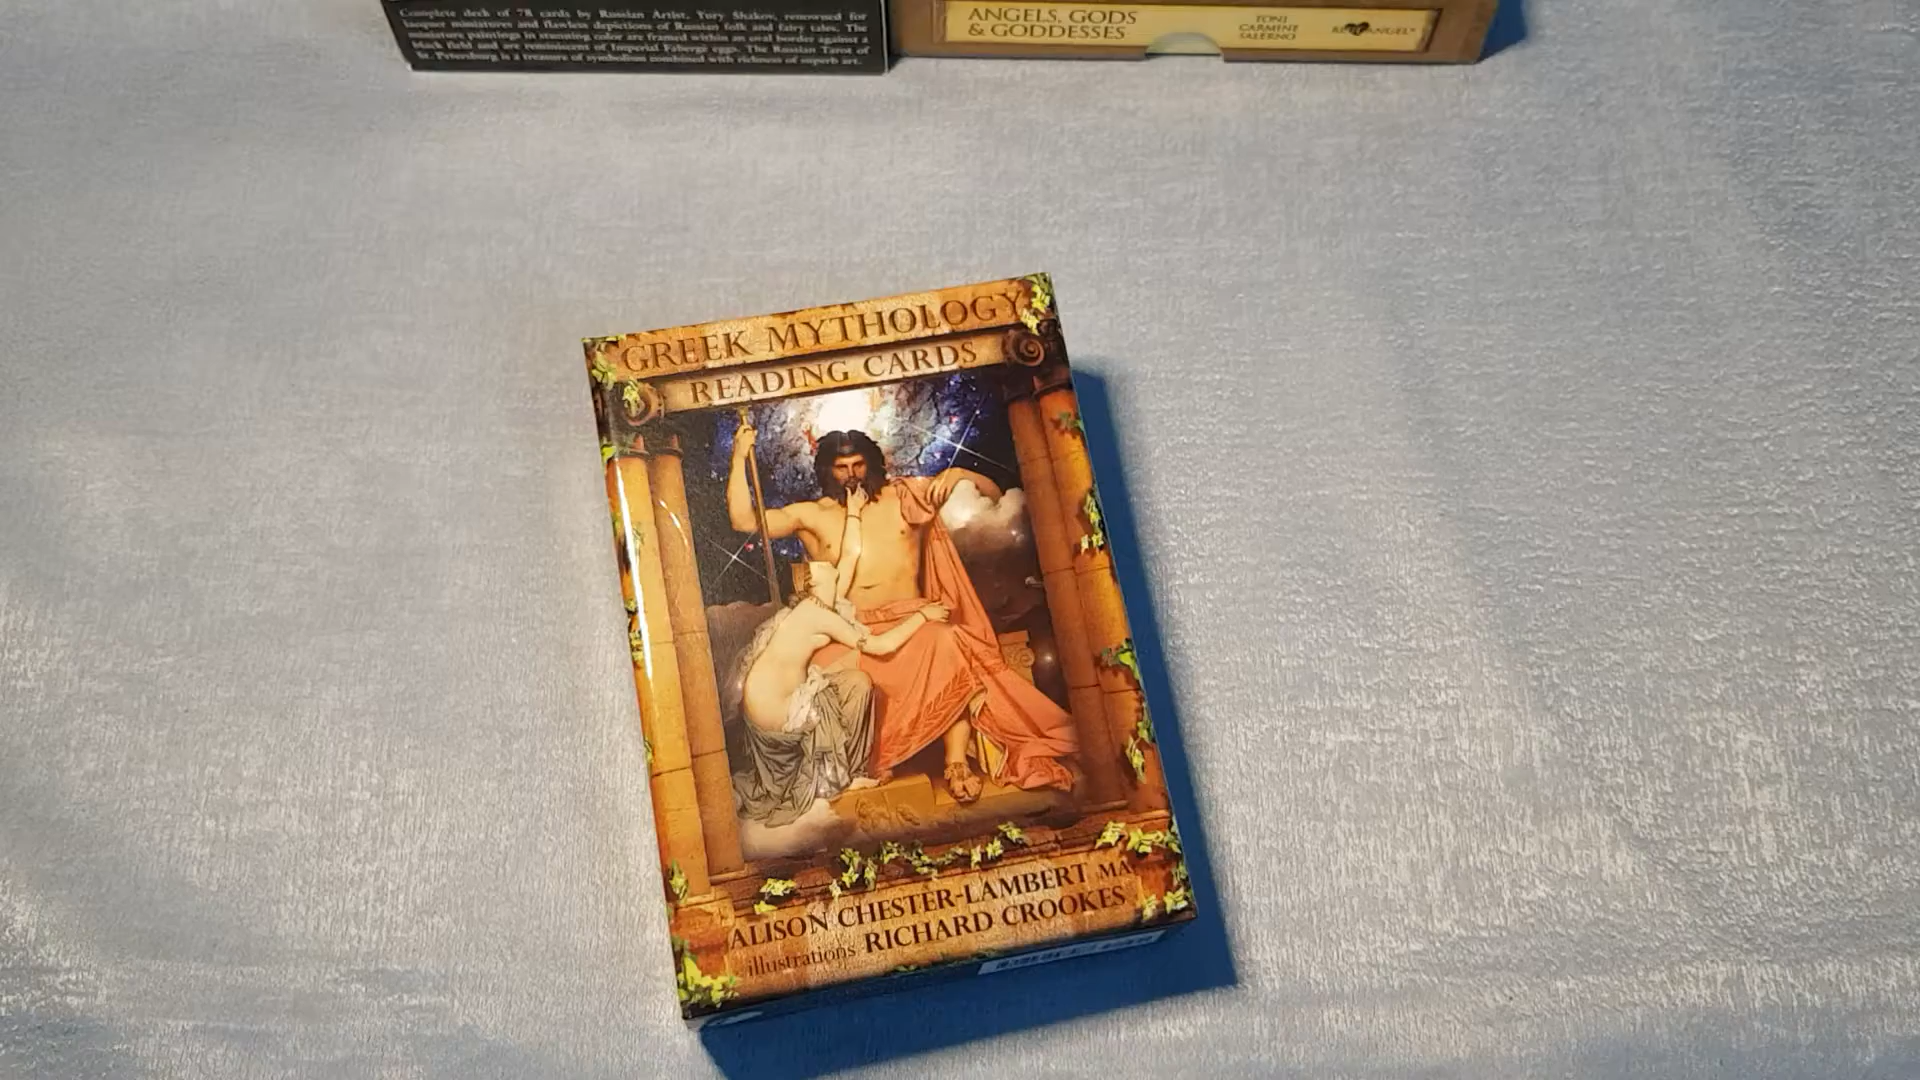 Complete deck of 78 cards by Russian Artist, Yury Shakov, renowned for
lacquer miniatures and flawless depictions of Russian folk and fairy tales. The
miniature paintings in stunning color are framed within an oval border against a
black field and are reminiscent of Imperial Faberge eggs. The Russian Tarot of
St. Petersburg is a treasure of symbolism combined with richness of superb art.
ANGELS, GODS
& GODDESSES
TONI
CARMINE
SALERNO
GREEK MYTHOLOGY
READING CARDS
ALISON CHESTER-LAMBERT MA
illustrations RICHARD CROOKES